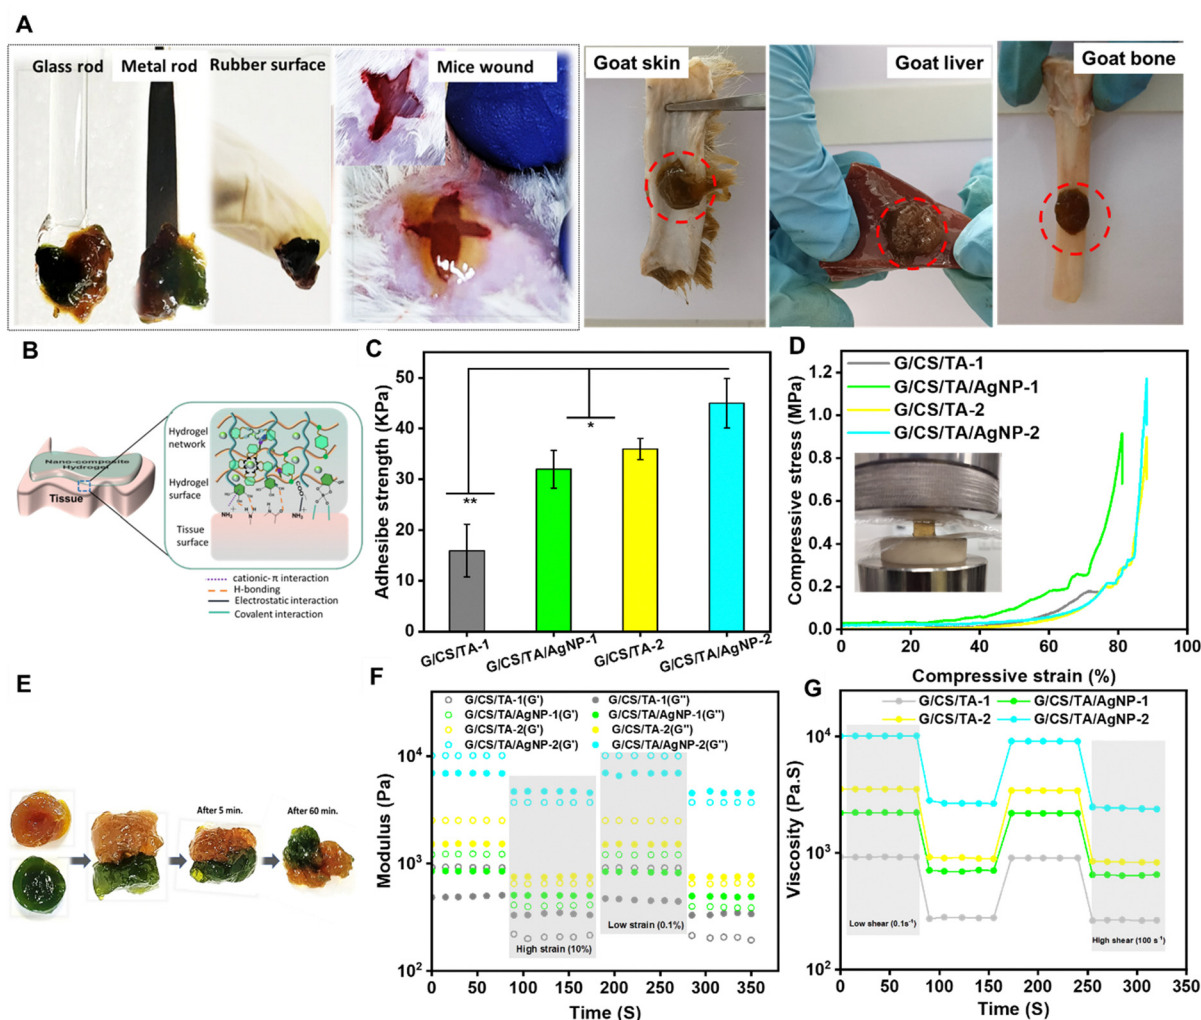 A
Glass rod
Metal rod
Rubber surface
Mice wound
Goat skin
Goat liver
Goat bone
B
Nano-composite
Hydrogel
Tissue
Hydrogel
network
Hydrogel
surface
Tissue
surface
NH₂
NH₂
cationic-π interaction
H-bonding
Electrostatic interaction
Covalent interaction
C
Adhesibe strength (KPa)
50
40
30
20
10
0
**
*
G/CS/TA-1
G/CS/TA/AgNP-1
G/CS/TA-2
G/CS/TA/AgNP-2
D
Compressive stress (MPa)
1.2
1.0
0.8
0.6
0.4
0.2
0.0
G/CS/TA-1
G/CS/TA/AgNP-1
G/CS/TA-2
G/CS/TA/AgNP-2
0 20 40 60 80 100
Compressive strain (%)
E
After 5 min.
After 60 min.
F
G/CS/TA-1(G') G/CS/TA-1(G'')
G/CS/TA/AgNP-1(G') G/CS/TA/AgNP-1(G'')
G/CS/TA-2(G') G/CS/TA-2(G'')
G/CS/TA/AgNP-2(G') G/CS/TA/AgNP-2(G'')
Modulus (Pa)
10⁴
10³
10²
High strain (10%)
Low strain (0.1%)
0 50 100 150 200 250 300 350
Time (S)
G
G/CS/TA-1 G/CS/TA/AgNP-1
G/CS/TA-2 G/CS/TA/AgNP-2
Viscosity (Pa.S)
10⁴
10³
10²
Low shear (0.1s⁻¹)
High shear (100 s⁻¹)
0 50 100 150 200 250 300 350
Time (S)